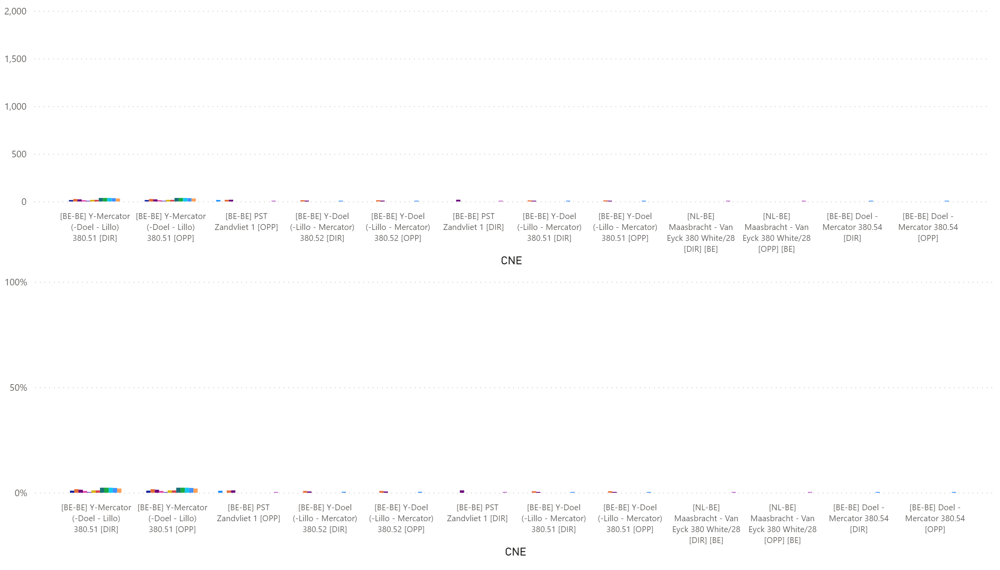 2,000
1,500
1,000
500
0
[BE-BE] Y-Mercator
(-Doel - Lillo)
380.51 [DIR]
[BE-BE] Y-Mercator
(-Doel - Lillo)
380.51 [OPP]
[BE-BE] PST
Zandvliet 1 [OPP]
[BE-BE] Y-Doel
(-Lillo - Mercator)
380.52 [DIR]
[BE-BE] Y-Doel
(-Lillo - Mercator)
380.52 [OPP]
[BE-BE] PST
Zandvliet 1 [DIR]
[BE-BE] Y-Doel
(-Lillo - Mercator)
380.51 [DIR]
[BE-BE] Y-Doel
(-Lillo - Mercator)
380.51 [OPP]
[NL-BE]
Maasbracht - Van
Eyck 380 White/28
[DIR] [BE]
[NL-BE]
Maasbracht - Van
Eyck 380 White/28
[OPP] [BE]
[BE-BE] Doel -
Mercator 380.54
[DIR]
[BE-BE] Doel -
Mercator 380.54
[OPP]
CNE
100%
50%
0%
[BE-BE] Y-Mercator
(-Doel - Lillo)
380.51 [DIR]
[BE-BE] Y-Mercator
(-Doel - Lillo)
380.51 [OPP]
[BE-BE] PST
Zandvliet 1 [OPP]
[BE-BE] Y-Doel
(-Lillo - Mercator)
380.52 [DIR]
[BE-BE] Y-Doel
(-Lillo - Mercator)
380.52 [OPP]
[BE-BE] PST
Zandvliet 1 [DIR]
[BE-BE] Y-Doel
(-Lillo - Mercator)
380.51 [DIR]
[BE-BE] Y-Doel
(-Lillo - Mercator)
380.51 [OPP]
[NL-BE]
Maasbracht - Van
Eyck 380 White/28
[DIR] [BE]
[NL-BE]
Maasbracht - Van
Eyck 380 White/28
[OPP] [BE]
[BE-BE] Doel -
Mercator 380.54
[DIR]
[BE-BE] Doel -
Mercator 380.54
[OPP]
CNE